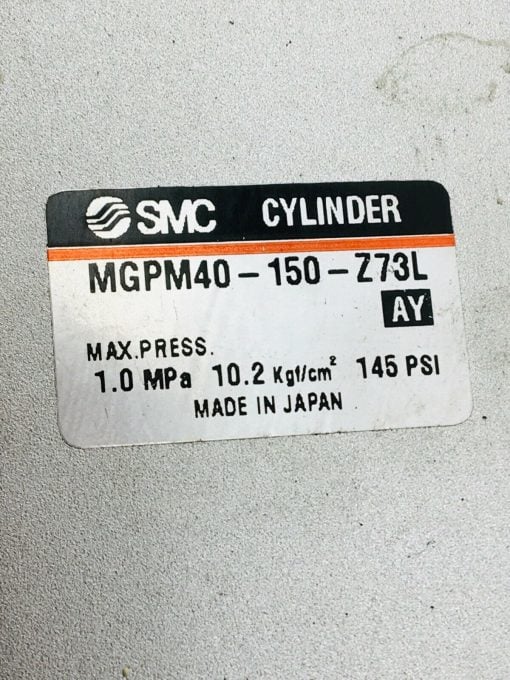 SMC CYLINDER
MGPM40-150-Z73L
AY
MAX.PRESS.
1.0 MPa 10.2 Kgf/cm² 145 PSI
MADE IN JAPAN